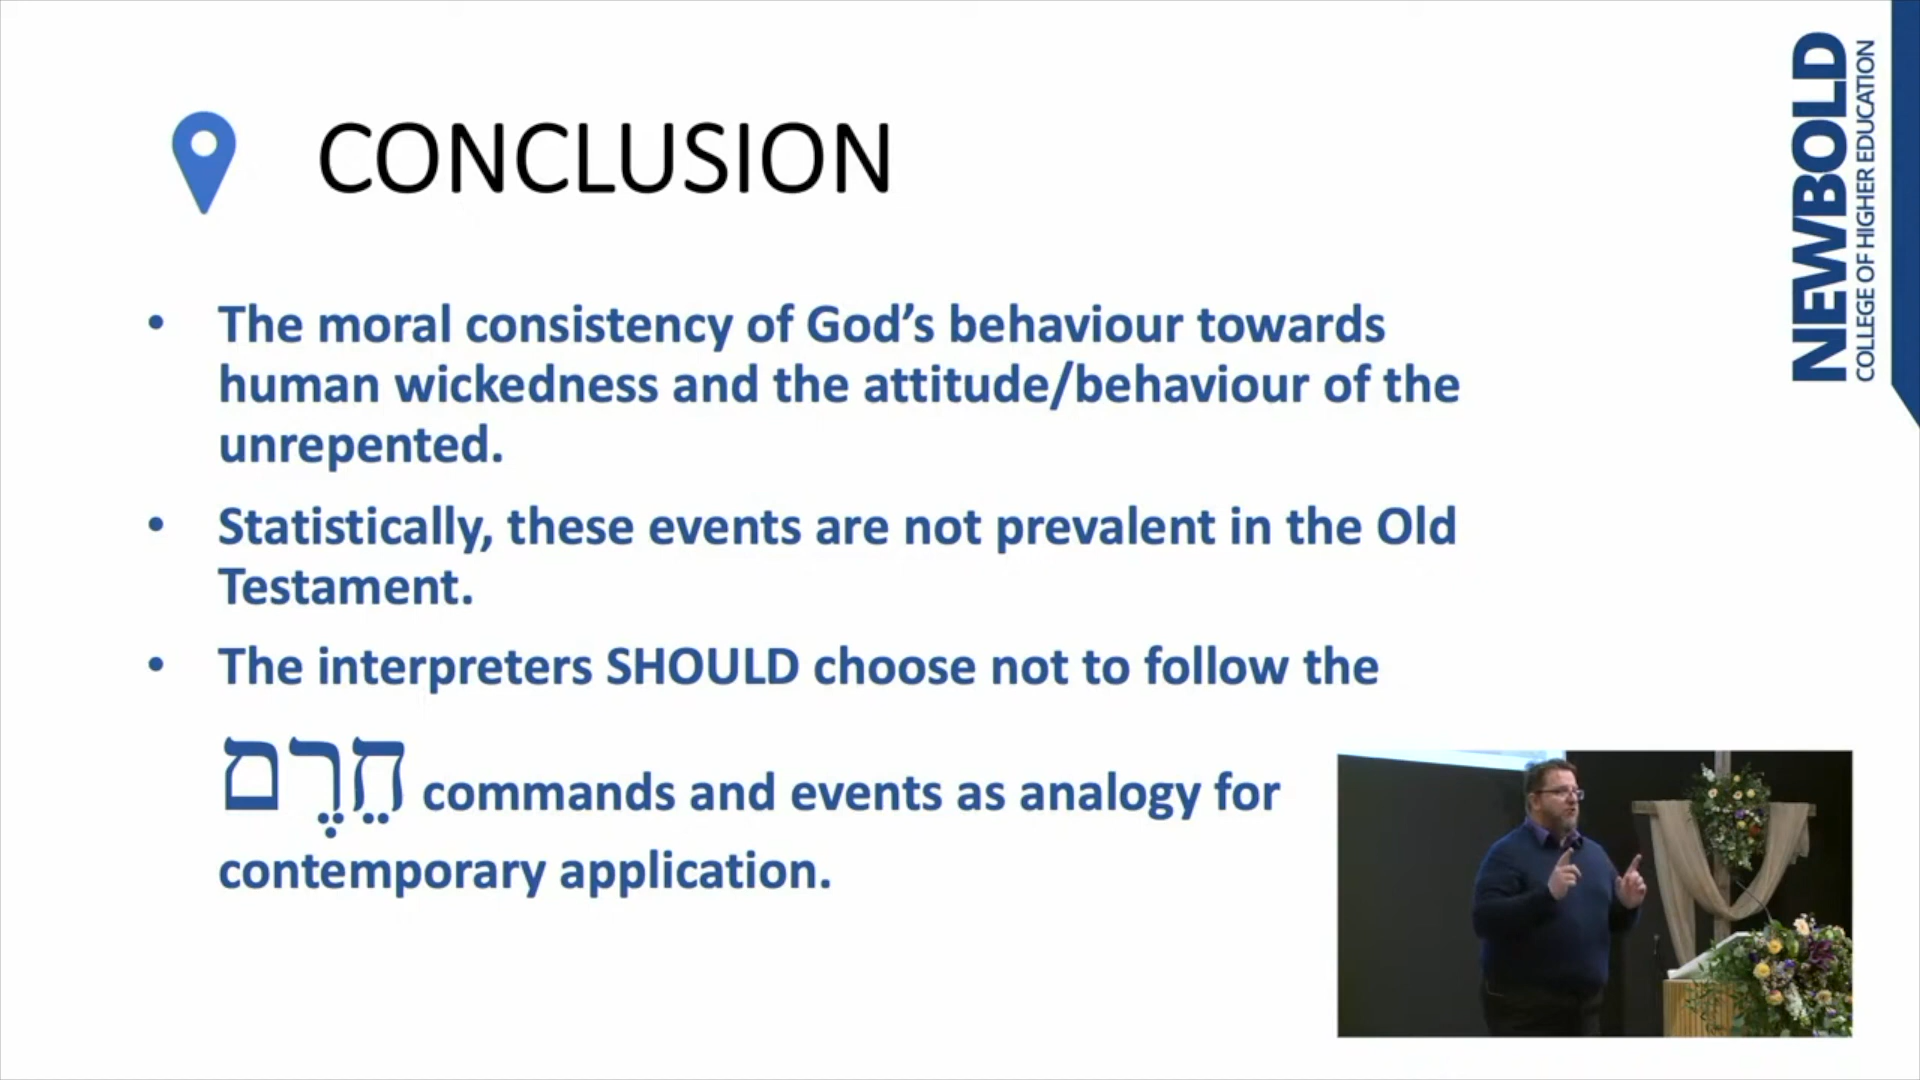 CONCLUSION
• The moral consistency of God’s behaviour towards
human wickedness and the attitude/behaviour of the
unrepented.
• Statistically, these events are not prevalent in the Old
Testament.
• The interpreters SHOULD choose not to follow the
חֵרֶם commands and events as analogy for
contemporary application.
NEWBOLD
COLLEGE OF HIGHER EDUCATION